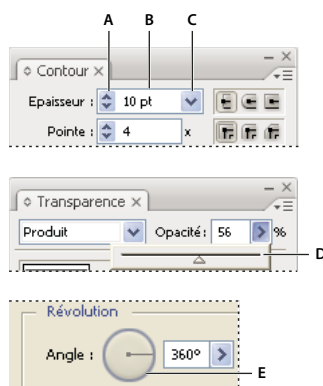 A B C
Contour
Epaisseur : 10 pt
Pointe : 4 x
Transparence
Produit Opacité : 56 %
D
Révolution
Angle : 360°
E